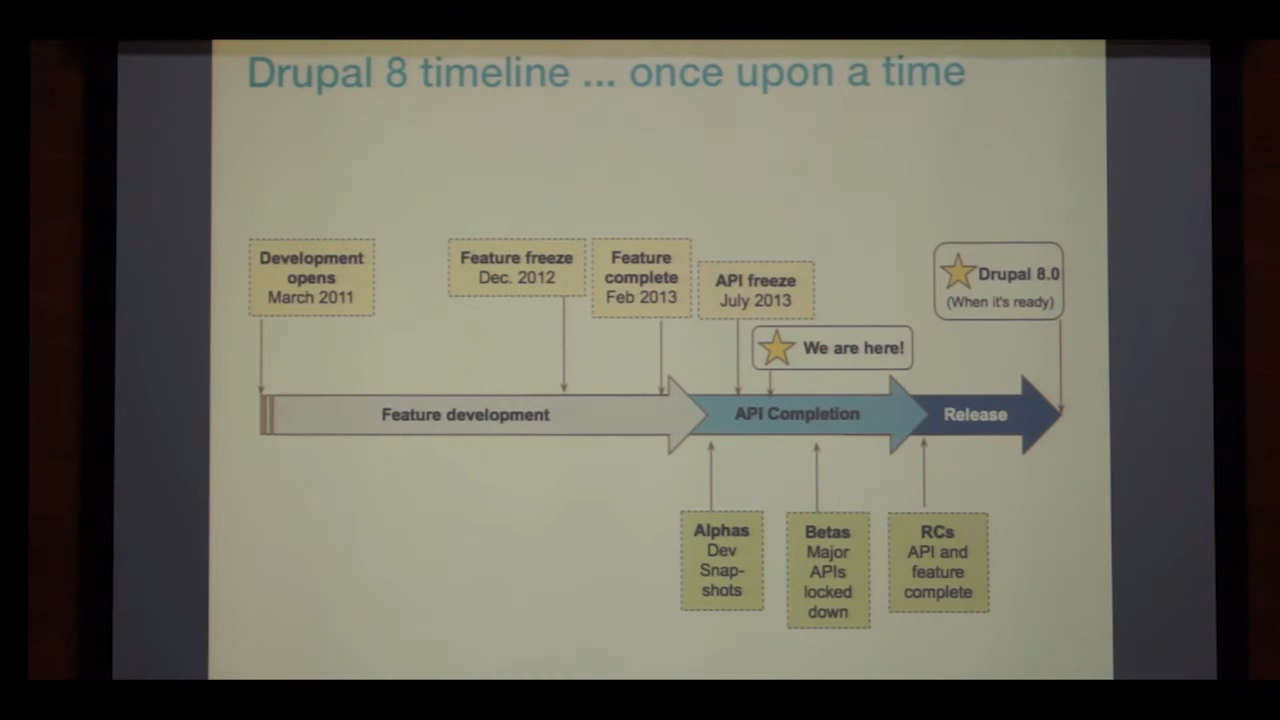 Drupal 8 timeline ... once upon a time
Development
opens
March 2011
Feature freeze
Dec. 2012
Feature
complete
Feb 2013
API freeze
July 2013
We are here!
Drupal 8.0
(When it's ready)
Feature development
API Completion
Release
Alphas
Dev
Snap-
shots
Betas
Major
APIs
locked
down
RCs
API and
feature
complete